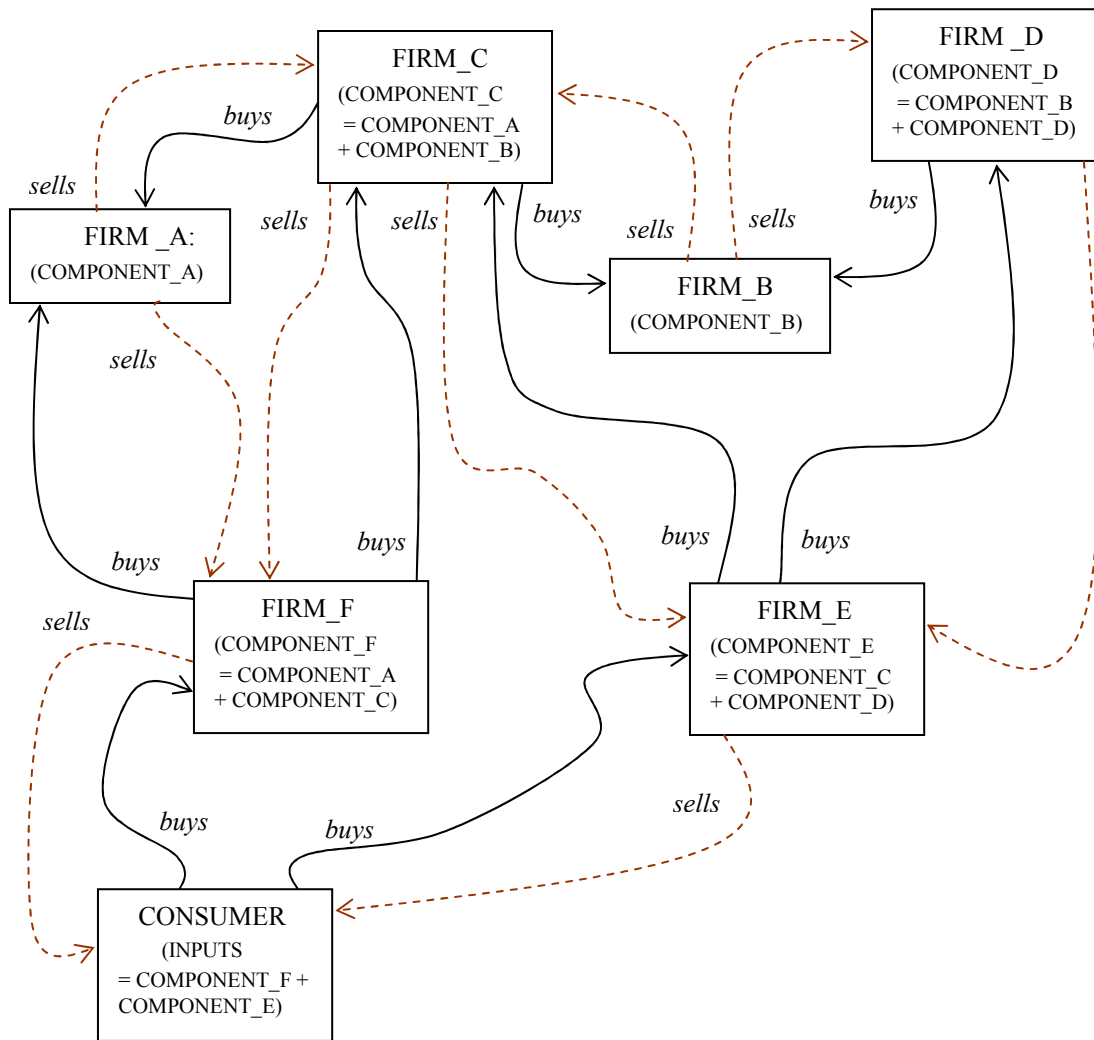 FIRM_C
(COMPONENT_C
= COMPONENT_A
+ COMPONENT_B)
FIRM _D
(COMPONENT_D
= COMPONENT_B
+ COMPONENT_D)
buys
sells
sells
sells
buys
sells
sells
buys
FIRM _A:
(COMPONENT_A)
FIRM_B
(COMPONENT_B)
sells
buys
buys
buys
buys
sells
FIRM_F
(COMPONENT_F
= COMPONENT_A
+ COMPONENT_C)
FIRM_E
(COMPONENT_E
= COMPONENT_C
+ COMPONENT_D)
buys
buys
sells
CONSUMER
(INPUTS
= COMPONENT_F +
COMPONENT_E)